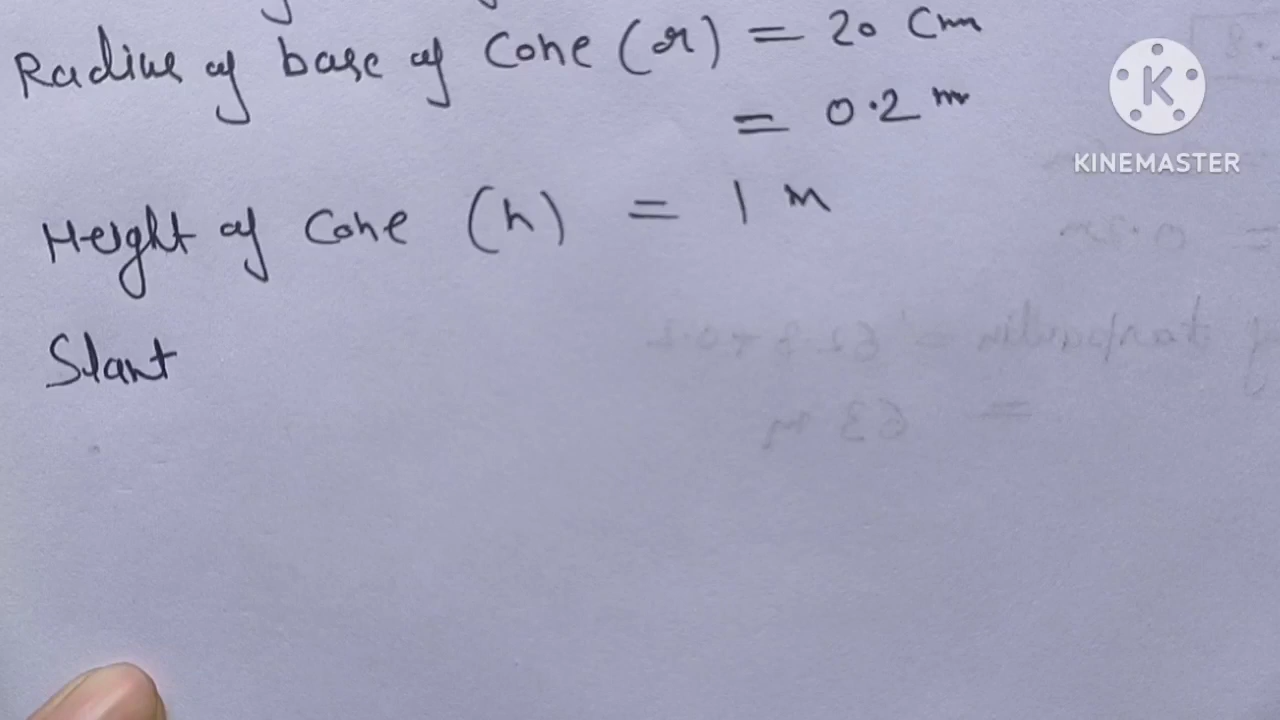 Radius of base of Cone (r) = 20 Cm
= 0.2 m
K
KINEMASTER
Height of Cone (h) = 1 m
Slant